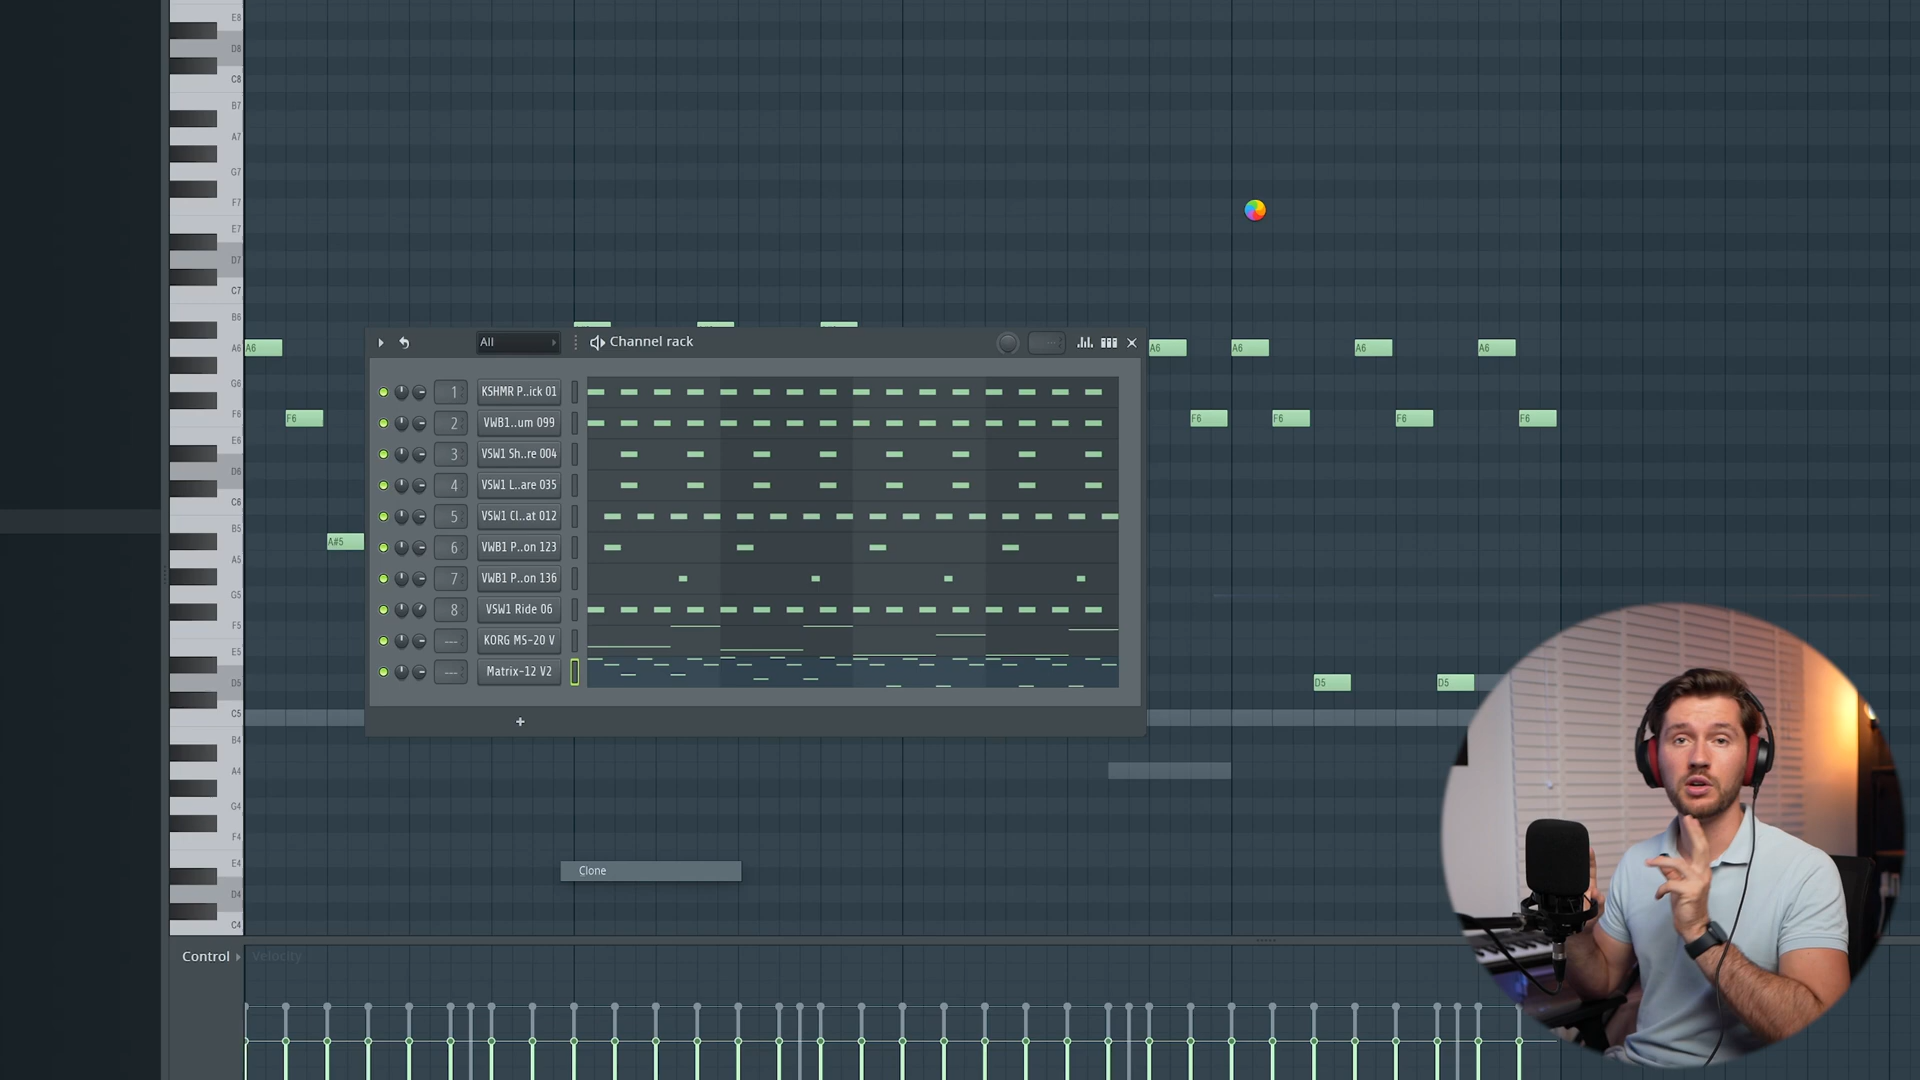 E8
D8
C8
B7
A7
G7
F7
E7
D7
C7
B6
A6
G6
F6
E6
D6
C6
B5
A5
G5
F5
E5
D5
C5
B4
A4
G4
F4
E4
D4
C4
A6
F6
A#5
A6
A6
A6
A6
F6
F6
F6
F6
D5
D5
All
Channel rack
1 KSHMR P..ick 01
2 VWB1..um 099
3 VSW1 Sh..re 004
4 VSW1 L..are 035
5 VSW1 Cl..at 012
6 VWB1 P..on 123
7 VWB1 P..on 136
8 VSW1 Ride 06
--- KORG MS-20 V
--- Matrix-12 V2
+
Clone
Control
Velocity